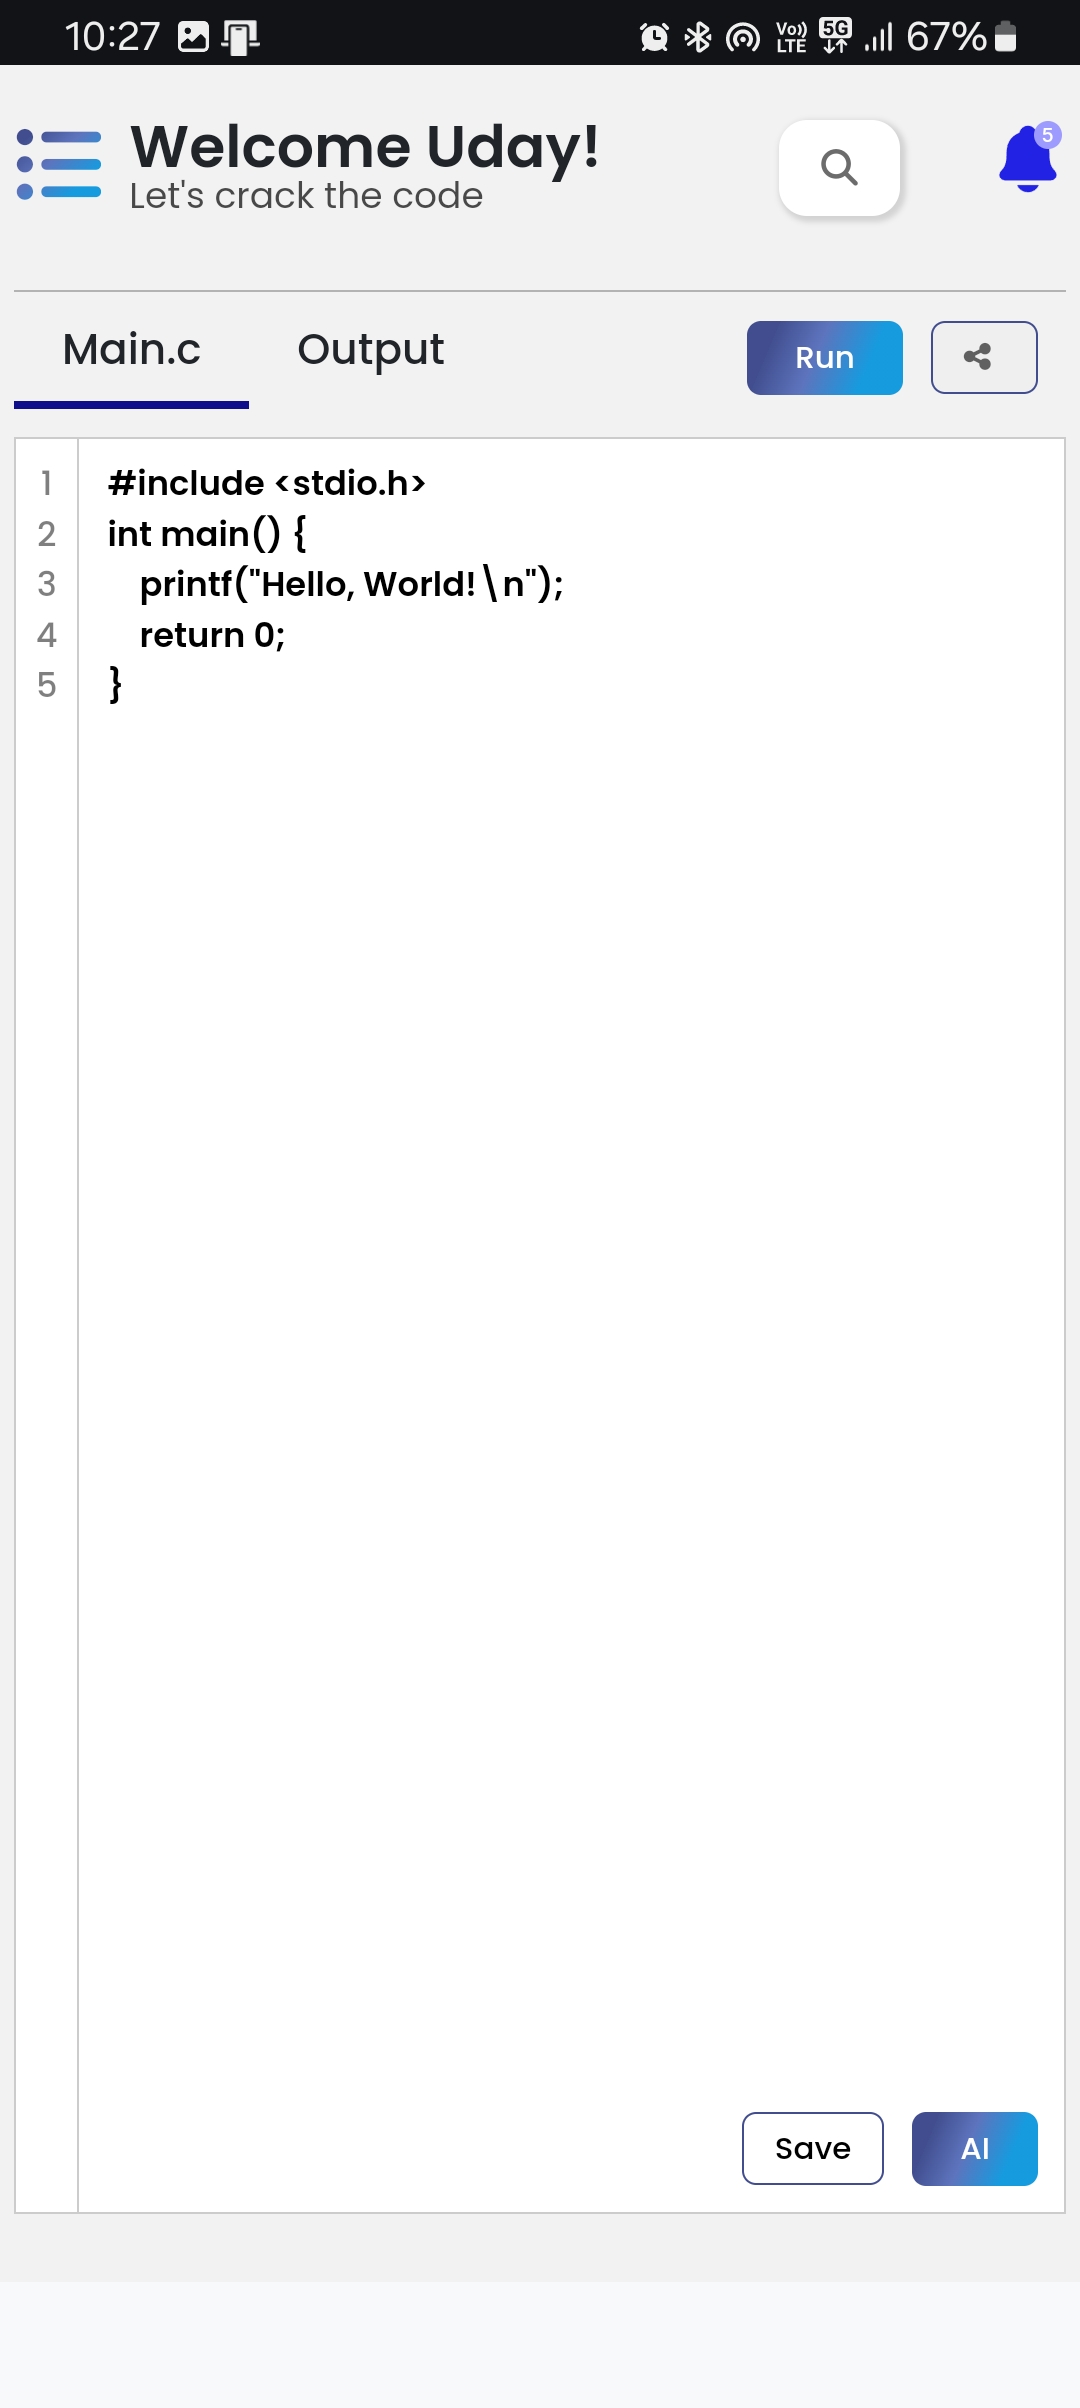 10:27 Vo)) LTE 5G 67%
Welcome Uday!
Let's crack the code
5
Main.c Output Run
1 #include <stdio.h>
2 int main() {
3     printf("Hello, World!\n");
4     return 0;
5 }
Save AI